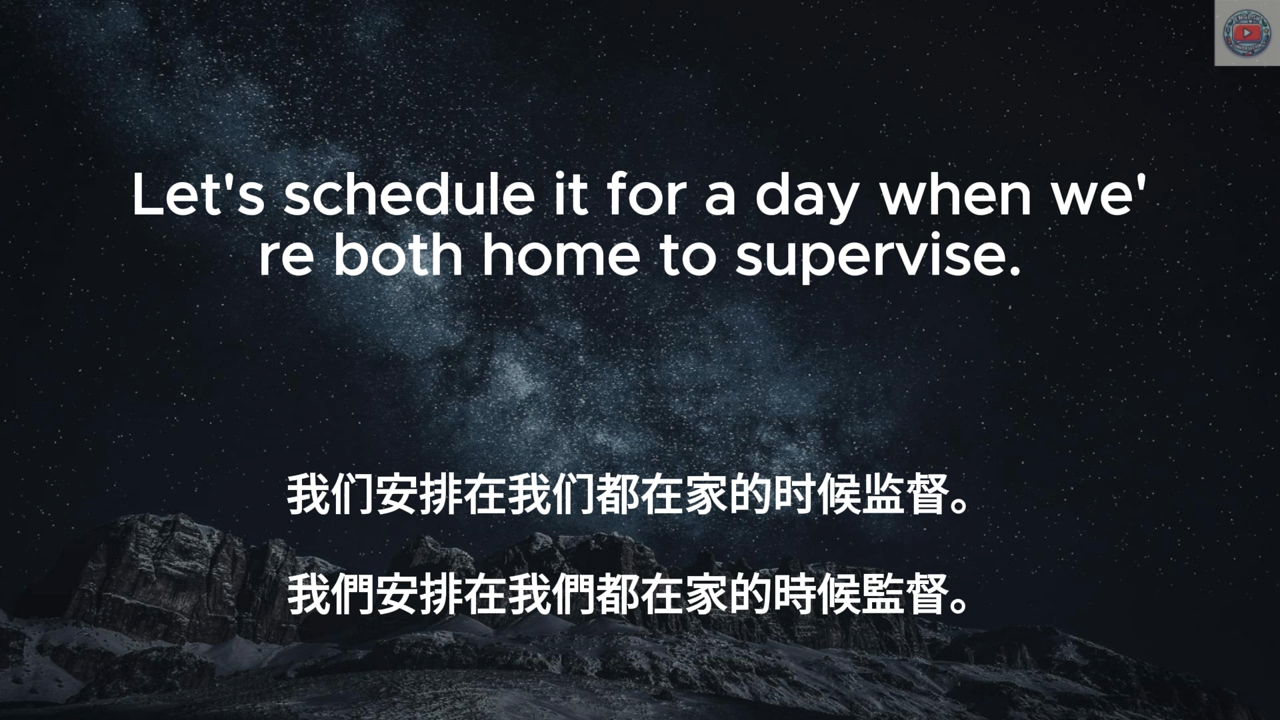 Let's schedule it for a day when we'
re both home to supervise.
我们安排在我们都在家的时候监督。
我們安排在我們都在家的時候監督。